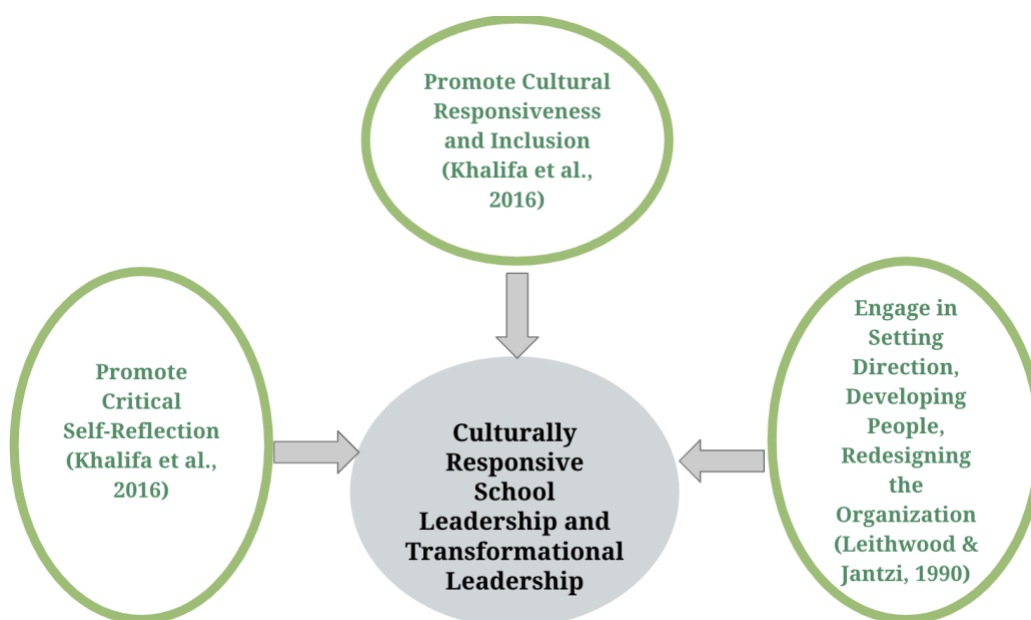 Promote Cultural
Responsiveness
and Inclusion
(Khalifa et al.,
2016)
Promote
Critical
Self-Reflection
(Khalifa et al.,
2016)
Culturally
Responsive
School
Leadership and
Transformational
Leadership
Engage in
Setting
Direction,
Developing
People,
Redesigning
the
Organization
(Leithwood &
Jantzi, 1990)